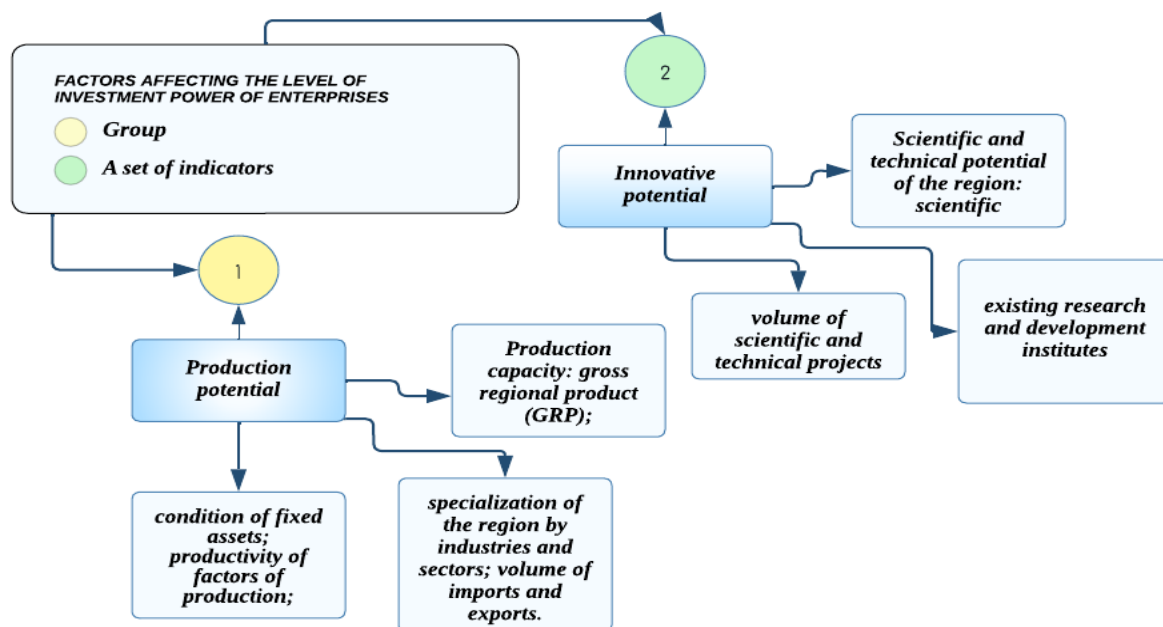 FACTORS AFFECTING THE LEVEL OF
INVESTMENT POWER OF ENTERPRISES
Group
A set of indicators
2
Innovative
potential
Scientific and
technical potential
of the region:
scientific
volume of
scientific and
technical projects
existing research
and development
institutes
1
Production
potential
Production
capacity: gross
regional product
(GRP);
condition of fixed
assets;
productivity of
factors of
production;
specialization of
the region by
industries and
sectors; volume of
imports and
exports.